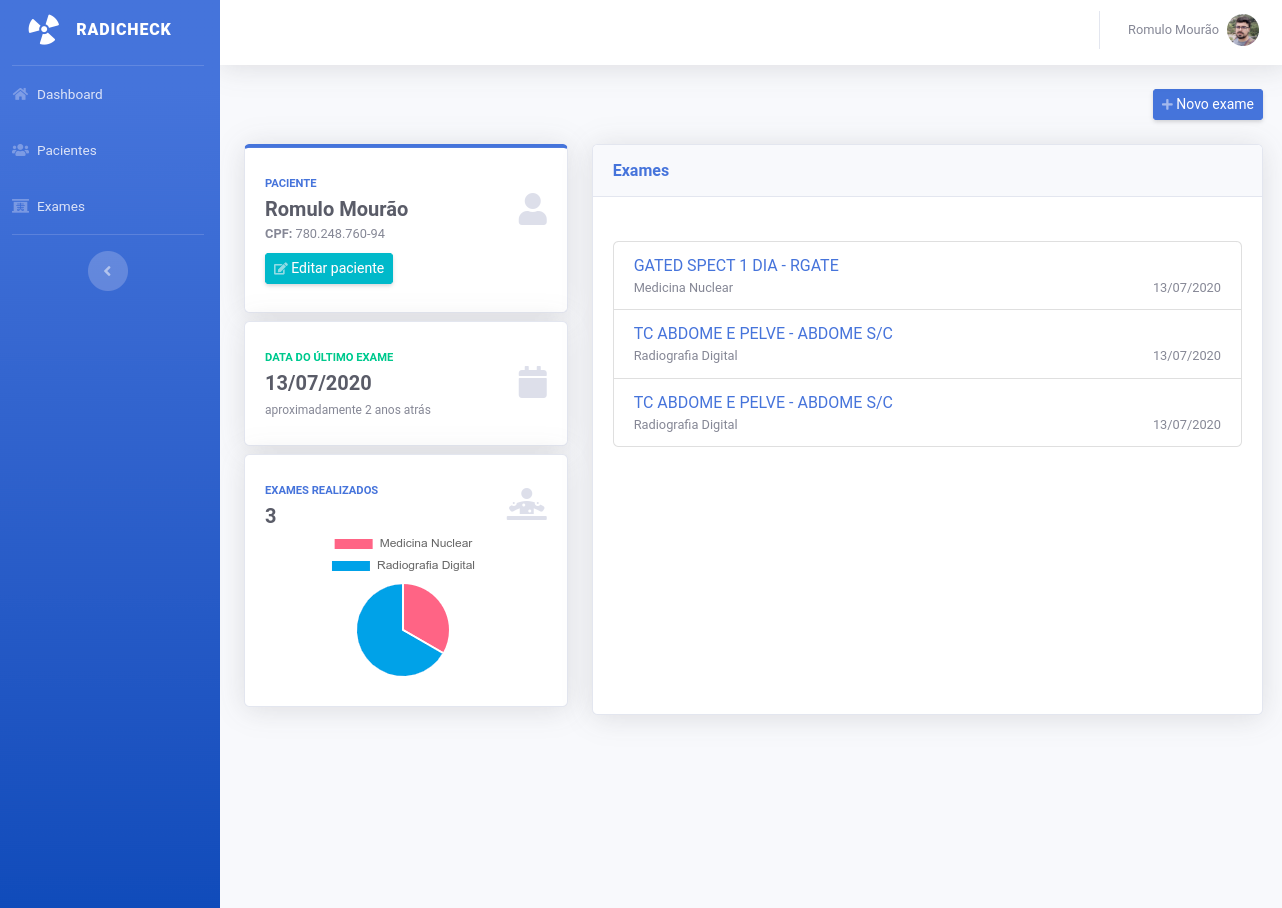 RADICHECK
Romulo Mourão
Dashboard
Pacientes
Exames
Novo exame
PACIENTE
Romulo Mourão
CPF: 780.248.760-94
Editar paciente
DATA DO ÚLTIMO EXAME
13/07/2020
aproximadamente 2 anos atrás
EXAMES REALIZADOS
3
Medicina Nuclear
Radiografia Digital
Exames
GATED SPECT 1 DIA - RGATE
Medicina Nuclear 13/07/2020
TC ABDOME E PELVE - ABDOME S/C
Radiografia Digital 13/07/2020
TC ABDOME E PELVE - ABDOME S/C
Radiografia Digital 13/07/2020